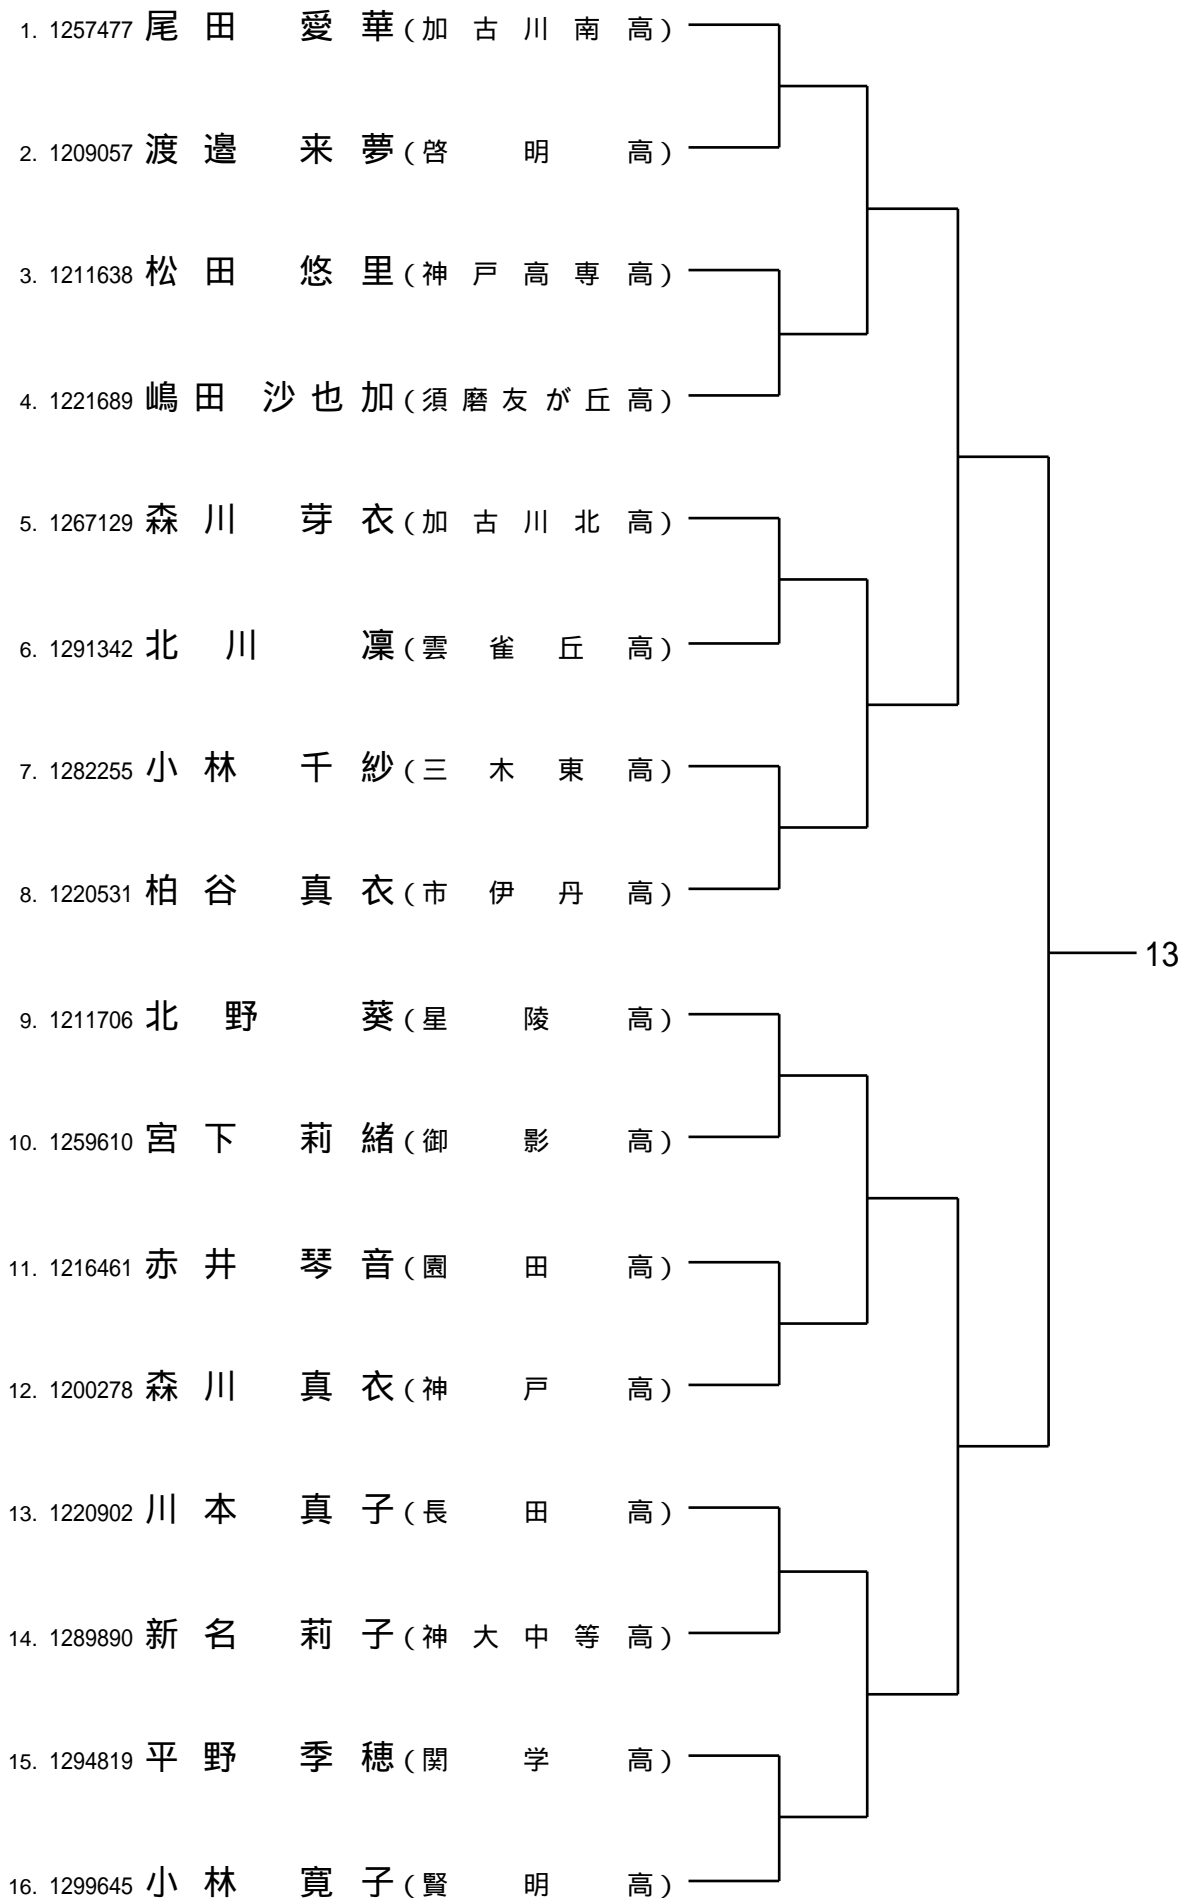 1. 1257477 尾田 愛華(加古川南高)
2. 1209057 渡邉 来夢(啓明高)
3. 1211638 松田 悠里(神戸高専高)
4. 1221689 嶋田 沙也加(須磨友が丘高)
5. 1267129 森川 芽衣(加古川北高)
6. 1291342 北川 凜(雲雀丘高)
7. 1282255 小林 千紗(三木東高)
8. 1220531 柏谷 真衣(市伊丹高)
13
9. 1211706 北野 葵(星陵高)
10. 1259610 宮下 莉緒(御影高)
11. 1216461 赤井 琴音(園田高)
12. 1200278 森川 真衣(神戸高)
13. 1220902 川本 真子(長田高)
14. 1289890 新名 莉子(神大中等高)
15. 1294819 平野 季穂(関学高)
16. 1299645 小林 寛子(賢明高)